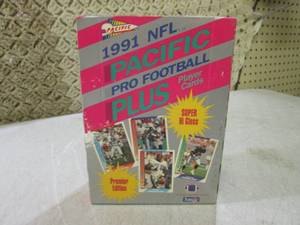 PACIFIC
1991 NFL
PACIFIC
PRO FOOTBALL
PLUS
Player
Cards
SUPER
Hi Gloss
Premier
Edition